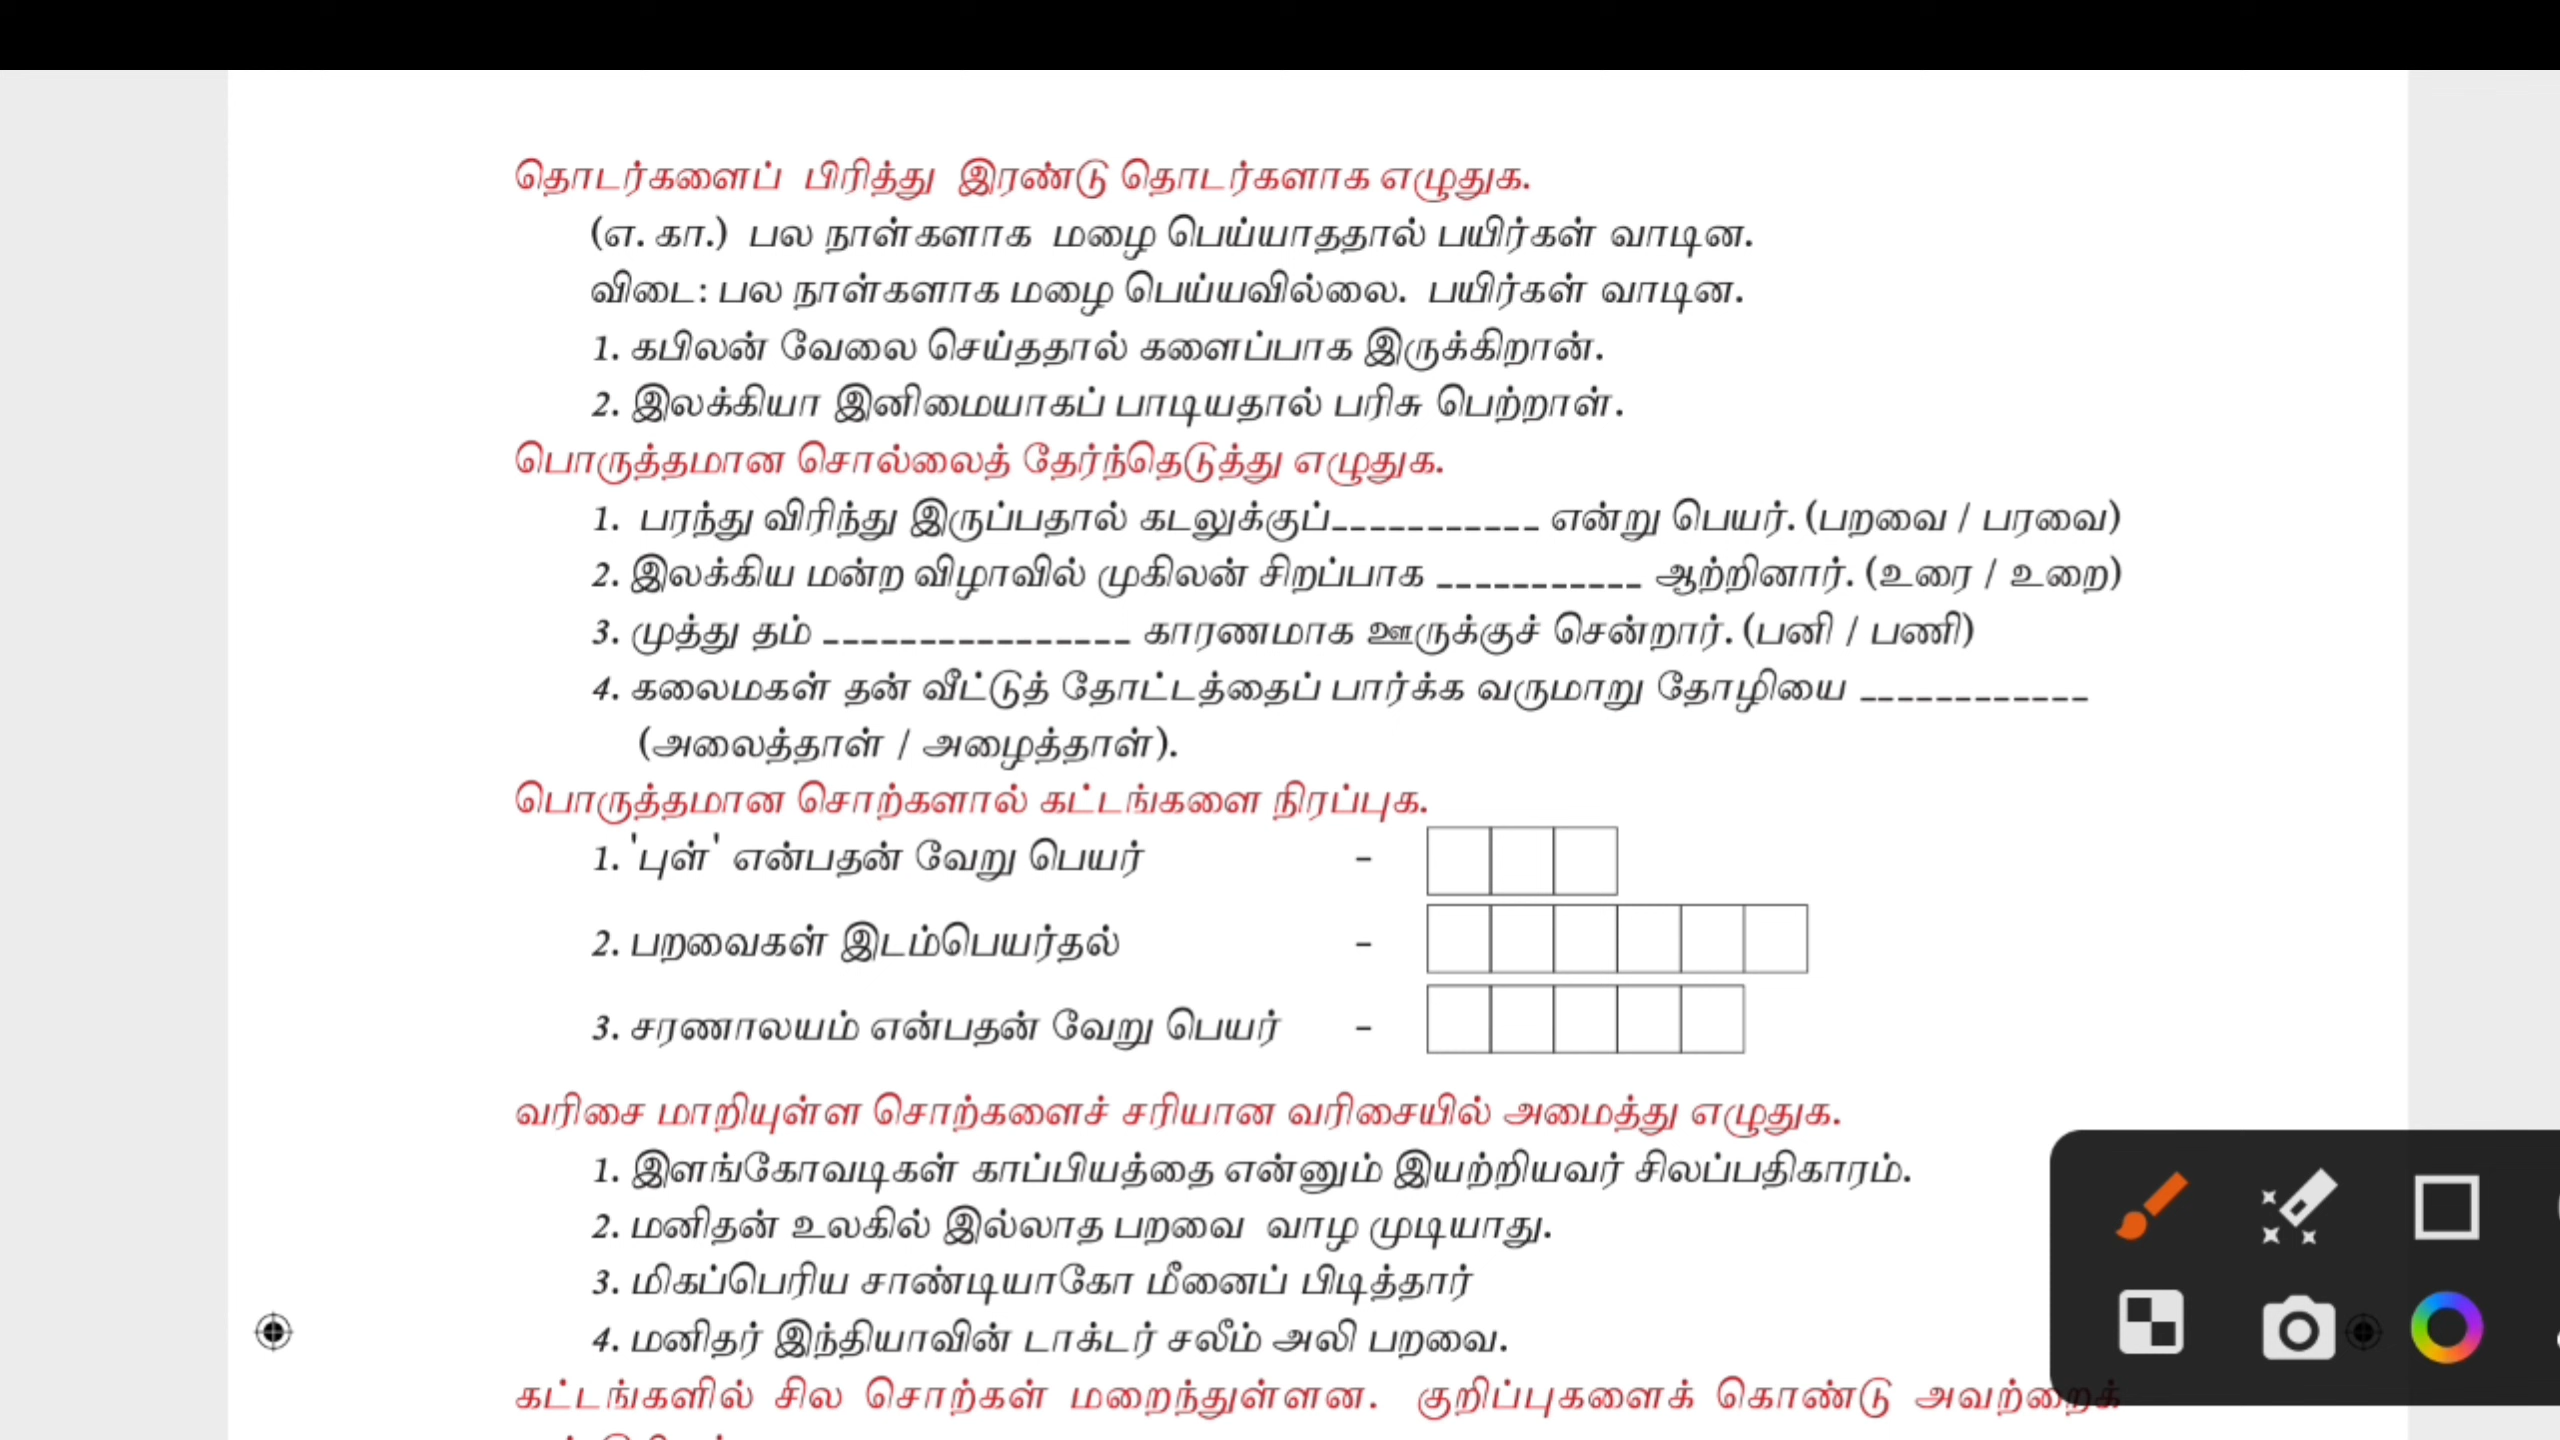 தொடர்களைப் பிரித்து இரண்டு தொடர்களாக எழுதுக.
(எ. கா.) பல நாள்களாக மழை பெய்யாததால் பயிர்கள் வாடின.
விடை: பல நாள்களாக மழை பெய்யவில்லை. பயிர்கள் வாடின.
1. கபிலன் வேலை செய்ததால் களைப்பாக இருக்கிறான்.
2. இலக்கியா இனிமையாகப் பாடியதால் பரிசு பெற்றாள்.
பொருத்தமான சொல்லைத் தேர்ந்தெடுத்து எழுதுக.
1. பரந்து விரிந்து இருப்பதால் கடலுக்குப்___________ என்று பெயர். (பறவை / பரவை)
2. இலக்கிய மன்ற விழாவில் முகிலன் சிறப்பாக ___________ ஆற்றினார். (உரை / உறை)
3. முத்து தம் ________________ காரணமாக ஊருக்குச் சென்றார். (பனி / பணி)
4. கலைமகள் தன் வீட்டுத் தோட்டத்தைப் பார்க்க வருமாறு தோழியை ____________
(அலைத்தாள் / அழைத்தாள்).
பொருத்தமான சொற்களால் கட்டங்களை நிரப்புக.
1. 'புள்' என்பதன் வேறு பெயர் -
2. பறவைகள் இடம்பெயர்தல் -
3. சரணாலயம் என்பதன் வேறு பெயர் -
வரிசை மாறியுள்ள சொற்களைச் சரியான வரிசையில் அமைத்து எழுதுக.
1. இளங்கோவடிகள் காப்பியத்தை என்னும் இயற்றியவர் சிலப்பதிகாரம்.
2. மனிதன் உலகில் இல்லாத பறவை வாழ முடியாது.
3. மிகப்பெரிய சாண்டியாகோ மீனைப் பிடித்தார்
4. மனிதர் இந்தியாவின் டாக்டர் சலீம் அலி பறவை.
கட்டங்களில் சில சொற்கள் மறைந்துள்ளன. குறிப்புகளைக் கொண்டு அவற்றைக்